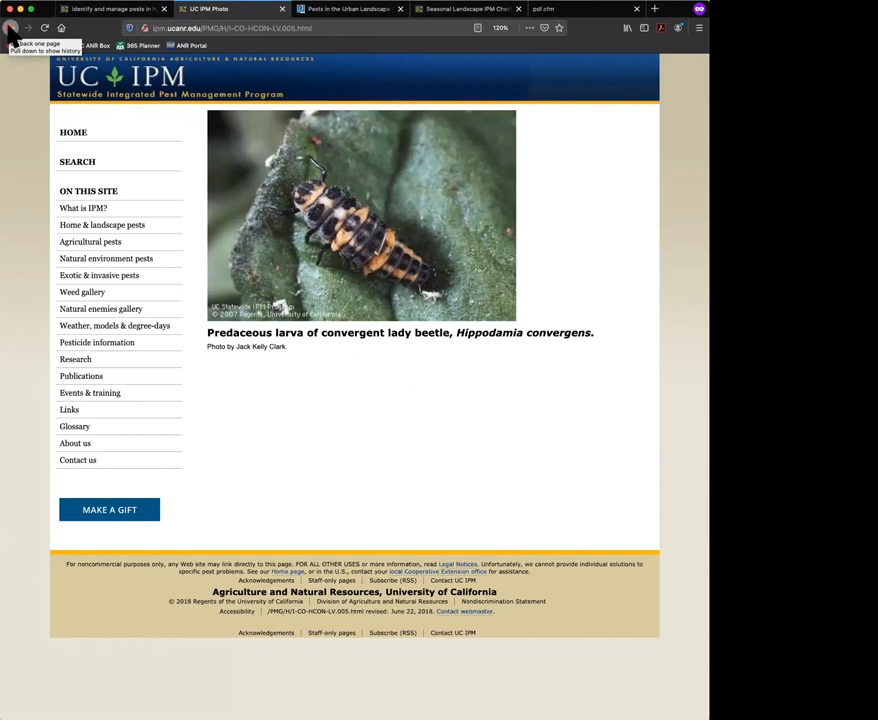 identify and manage pests in h
UC IPM Photo
Pests in the Urban Landscape
Seasonal Landscape IPM Chec
pdf.cfm
ipm.ucanr.edu/PMG/H/I-CO-HCON-LV.005.html
120%
back one page
Pull down to show history
ANR Box
365 Planner
ANR Portal
UNIVERSITY OF CALIFORNIA AGRICULTURE & NATURAL RESOURCES
UC IPM
Statewide Integrated Pest Management Program
HOME
SEARCH
ON THIS SITE
What is IPM?
Home & landscape pests
Agricultural pests
Natural environment pests
Exotic & invasive pests
Weed gallery
Natural enemies gallery
Weather, models & degree-days
Pesticide information
Research
Publications
Events & training
Links
Glossary
About us
Contact us
MAKE A GIFT
UC Statewide IPM Program
© 2007 Regents, University of California
Predaceous larva of convergent lady beetle, Hippodamia convergens.
Photo by Jack Kelly Clark.
For noncommercial purposes only, any Web site may link directly to this page. FOR ALL OTHER USES or more information, read Legal Notices. Unfortunately, we cannot provide individual solutions to
specific pest problems. See our Home page, or in the U.S., contact your local Cooperative Extension office for assistance.
Acknowledgements | Staff-only pages | Subscribe (RSS) | Contact UC IPM
Agriculture and Natural Resources, University of California
© 2018 Regents of the University of California | Division of Agriculture and Natural Resources | Nondiscrimination Statement
Accessibility | /PMG/H/I-CO-HCON-LV.005.html revised: June 22, 2018. Contact webmaster.
Acknowledgements | Staff-only pages | Subscribe (RSS) | Contact UC IPM